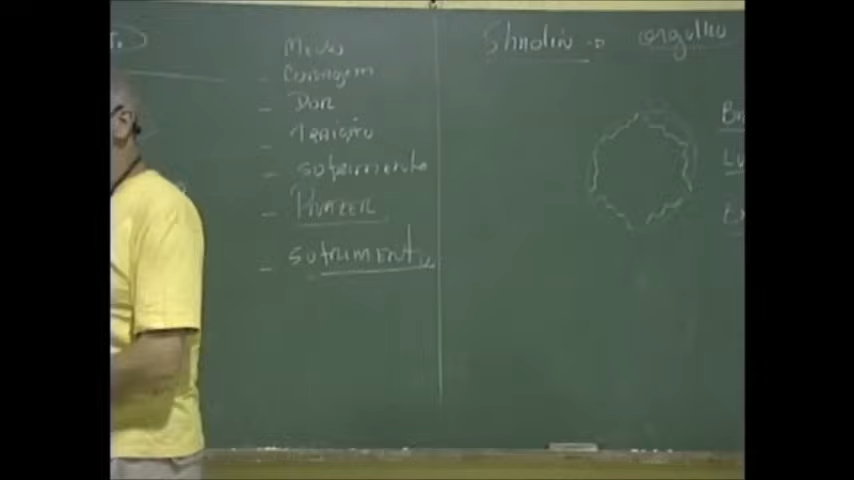 Medo
- Coragem
- Dor
- Traição
- sofrimento
- Prazer
- sofrimento
Shaolin → orgulho